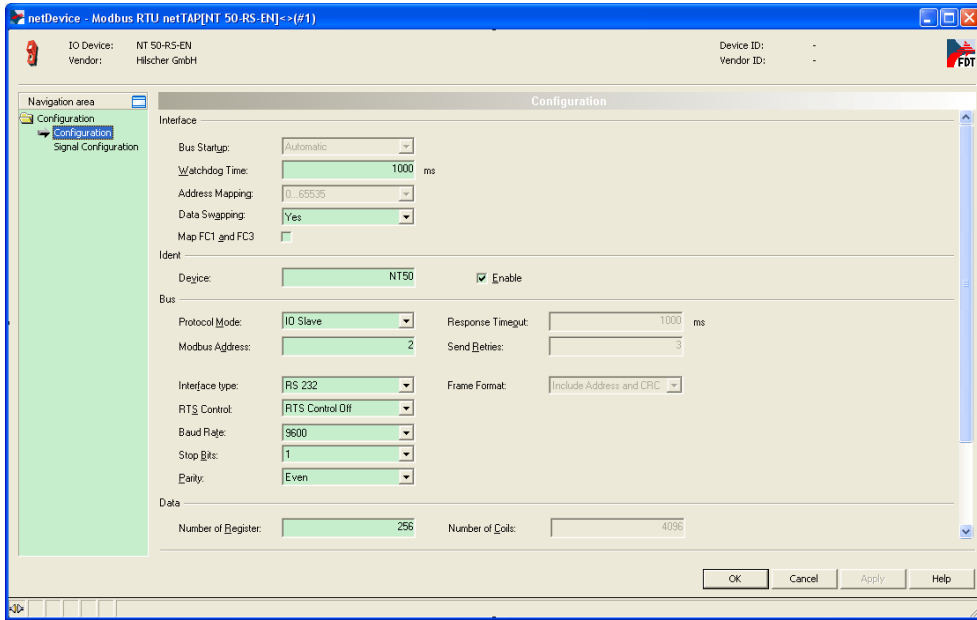 netDevice - Modbus RTU netTAP[NT 50-RS-EN]<>(#1)
IO Device: NT 50-RS-EN Device ID: -
Vendor: Hilscher GmbH Vendor ID: -
FDT
Navigation area
Configuration
Configuration
Signal Configuration
Configuration
Interface
Bus Startup: Automatic
Watchdog Time: 1000 ms
Address Mapping: 0...65535
Data Swapping: Yes
Map FC1 and FC3
Ident
Device: NT50 Enable
Bus
Protocol Mode: IO Slave Response Timeout: 1000 ms
Modbus Address: 2 Send Retries: 3
Interface type: RS 232 Frame Format: Include Address and CRC
RTS Control: RTS Control Off
Baud Rate: 9600
Stop Bits: 1
Parity: Even
Data
Number of Register: 256 Number of Coils: 4096
OK Cancel Apply Help